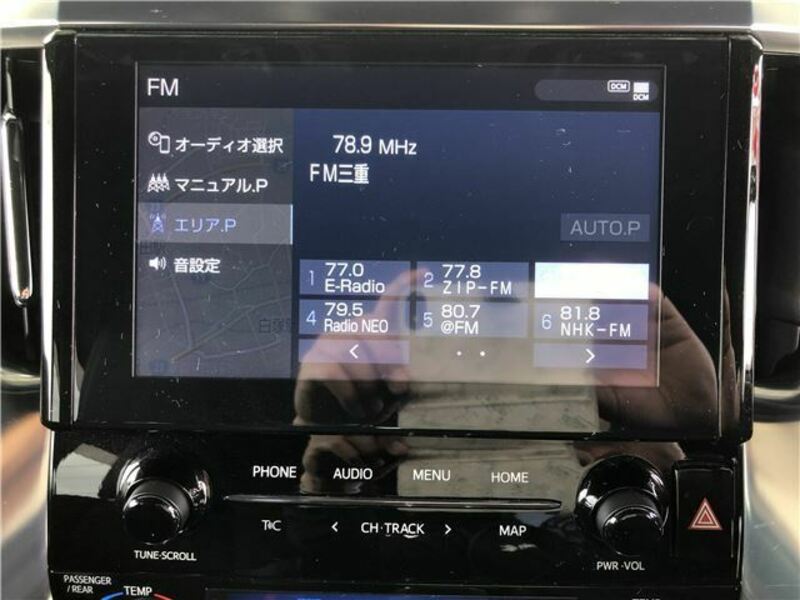 FM
DCM
DCM
オーディオ選択
マニュアル.P
エリア.P
音設定
78.9 MHz
FM三重
AUTO.P
1 77.0
E-Radio
2 77.8
ZIP-FM
4 79.5
Radio NEO
5 80.7
@FM
6 81.8
NHK-FM
PHONE
AUDIO
MENU
HOME
T
C
< CH·TRACK >
MAP
TUNE·SCROLL
PWR·VOL
PASSENGER
/REAR
TEMP